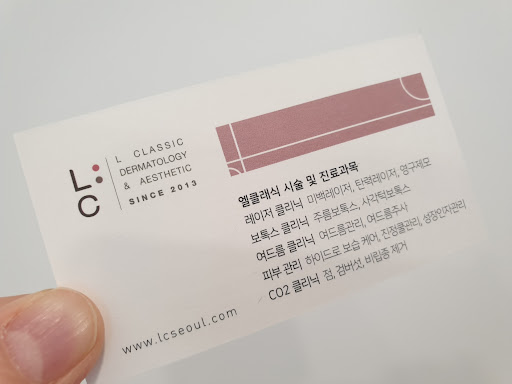 L:
C
L CLASSIC
DERMATOLOGY
& AESTHETIC
SINCE 2013
엘클래식 시술 및 진료과목
레이저 클리닉 미백레이저, 탄력레이저, 영구제모
보톡스 클리닉 주름보톡스, 사각턱보톡스
여드름 클리닉 여드름관리, 여드름주사
피부 관리 하이드로 보습 케어, 진정쿨관리, 성장인자관리
CO2 클리닉 점, 검버섯, 비립종 제거
www.lcseoul.com